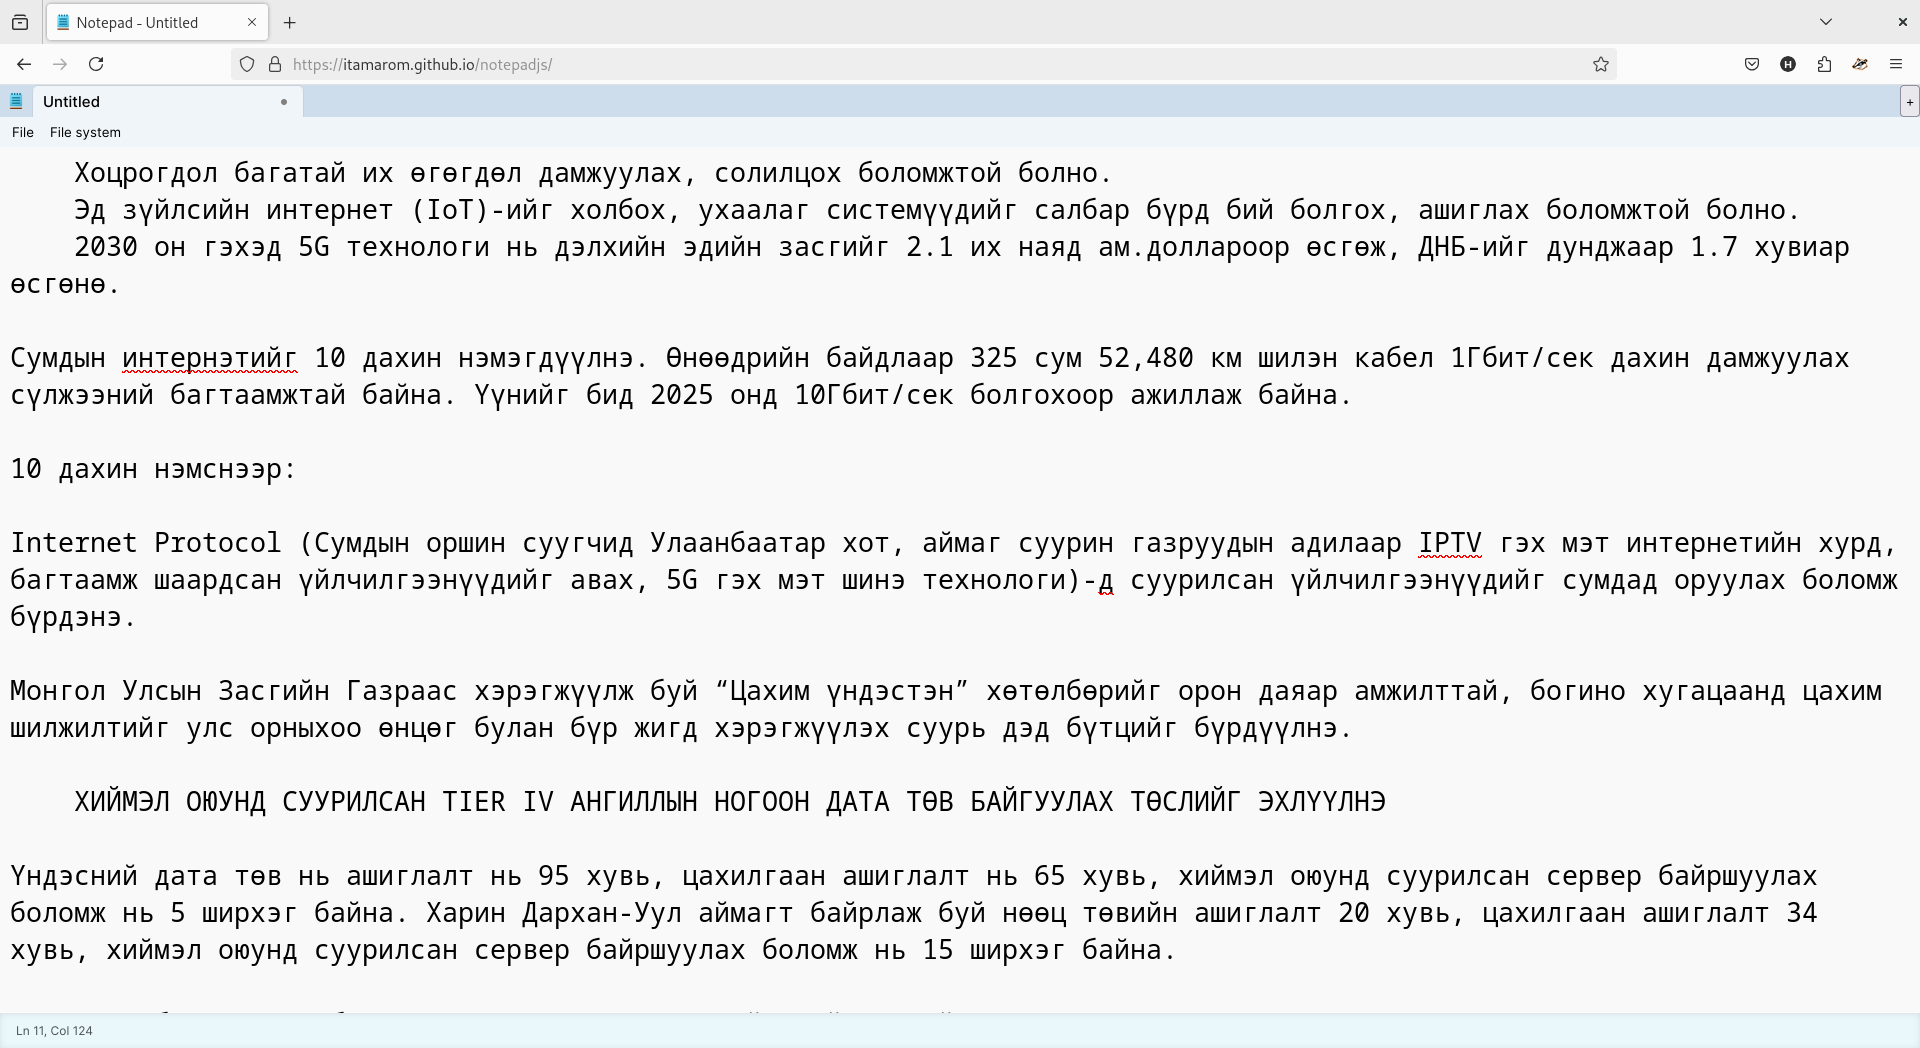 Notepad - Untitled
https://itamarom.github.io/notepadjs/
Untitled
+
File File system
Хоцрогдол багатай их өгөгдөл дамжуулах, солилцох боломжтой болно.
Эд зүйлсийн интернет (IoT)-ийг холбох, ухаалаг системүүдийг салбар бүрд бий болгох, ашиглах боломжтой болно.
2030 он гэхэд 5G технологи нь дэлхийн эдийн засгийг 2.1 их наяд ам.доллароор өсгөж, ДНБ-ийг дунджаар 1.7 хувиар
өсгөнө.
Сумдын интернэтийг 10 дахин нэмэгдүүлнэ. Өнөөдрийн байдлаар 325 сум 52,480 км шилэн кабел 1Гбит/сек дахин дамжуулах
сүлжээний багтаамжтай байна. Үүнийг бид 2025 онд 10Гбит/сек болгохоор ажиллаж байна.
10 дахин нэмснээр:
Internet Protocol (Сумдын оршин суугчид Улаанбаатар хот, аймаг суурин газруудын адилаар IPTV гэх мэт интернетийн хурд,
багтаамж шаардсан үйлчилгээнүүдийг авах, 5G гэх мэт шинэ технологи)-д суурилсан үйлчилгээнүүдийг сумдад оруулах боломж
бүрдэнэ.
Монгол Улсын Засгийн Газраас хэрэгжүүлж буй “Цахим үндэстэн” хөтөлбөрийг орон даяар амжилттай, богино хугацаанд цахим
шилжилтийг улс орныхоо өнцөг булан бүр жигд хэрэгжүүлэх суурь дэд бүтцийг бүрдүүлнэ.
ХИЙМЭЛ ОЮУНД СУУРИЛСАН TIER IV АНГИЛЛЫН НОГООН ДАТА ТӨВ БАЙГУУЛАХ ТӨСЛИЙГ ЭХЛҮҮЛНЭ
Үндэсний дата төв нь ашиглалт нь 95 хувь, цахилгаан ашиглалт нь 65 хувь, хиймэл оюунд суурилсан сервер байршуулах
боломж нь 5 ширхэг байна. Харин Дархан-Уул аймагт байрлаж буй нөөц төвийн ашиглалт 20 хувь, цахилгаан ашиглалт 34
хувь, хиймэл оюунд суурилсан сервер байршуулах боломж нь 15 ширхэг байна.
Ln 11, Col 124